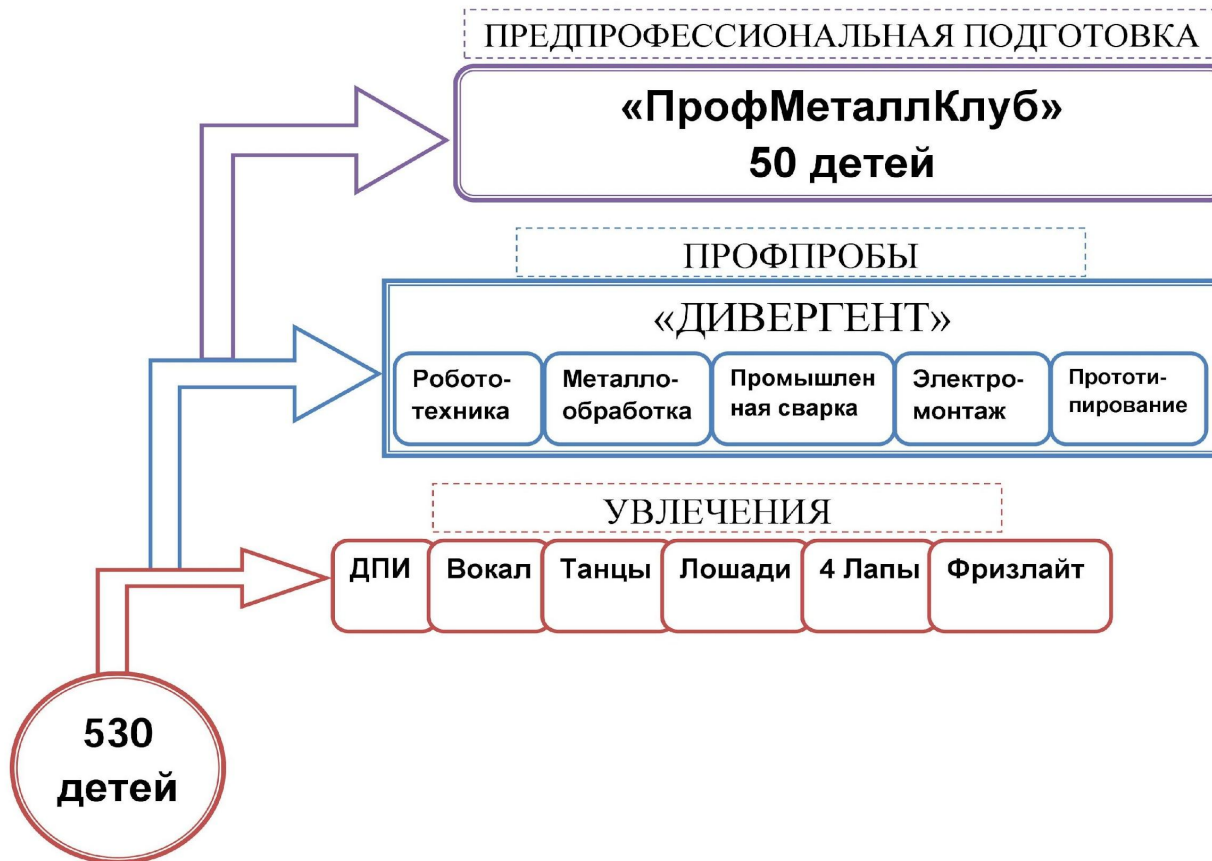 ПРЕДПРОФЕССИОНАЛЬНАЯ ПОДГОТОВКА
«ПрофМеталлКлуб»
50 детей
ПРОФПРОБЫ
«ДИВЕРГЕНТ»
Робото-
техника
Металло-
обработка
Промышлен
ная сварка
Электро-
монтаж
Прототи-
пирование
УВЛЕЧЕНИЯ
ДПИ
Вокал
Танцы
Лошади
4 Лапы
Фризлайт
530
детей